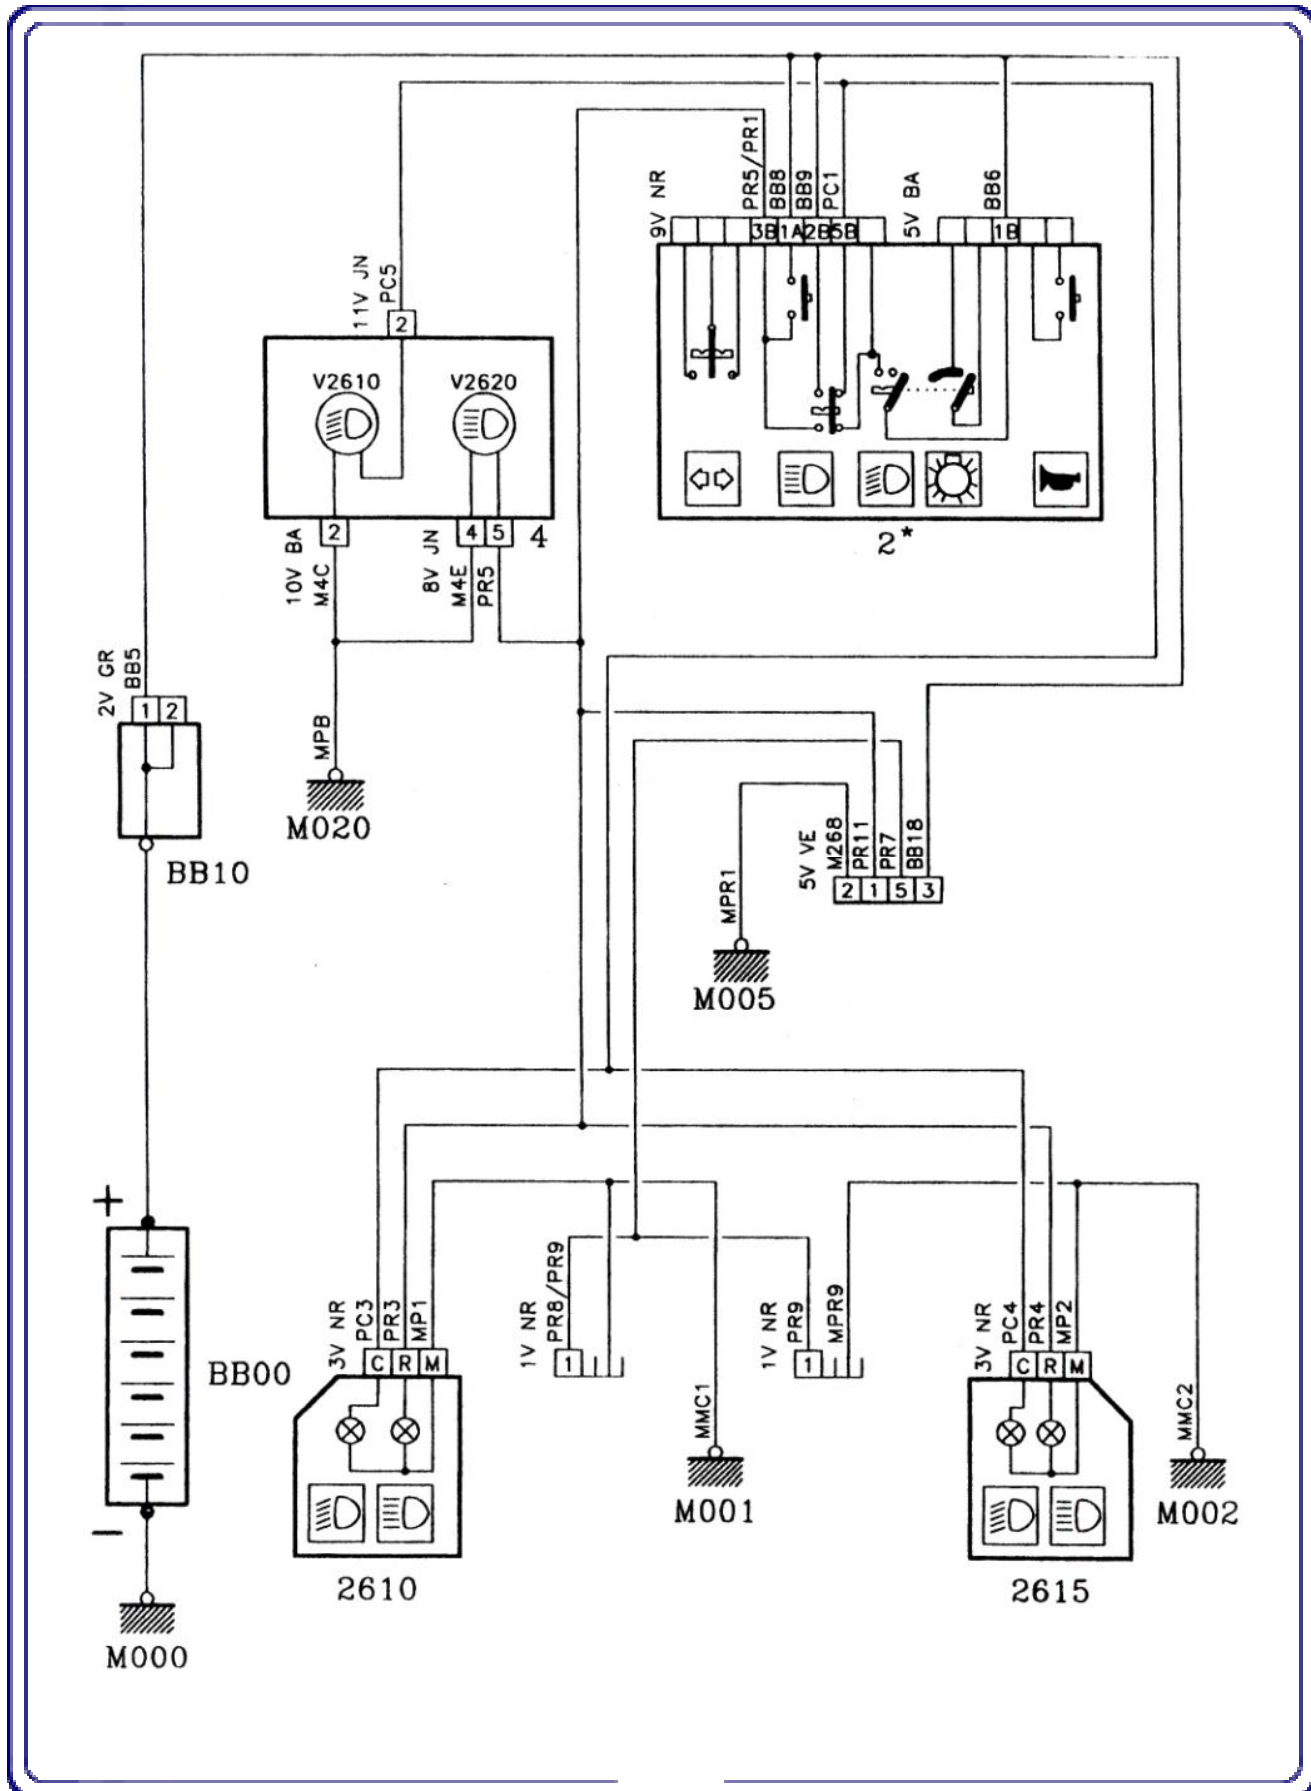 9V NR
PR5/PR1
BB8
BB9
PC1
5V BA
BB6
3B 1A 2B 5B
1B
11V JN
PC5
2
V2610
V2620
2
4 5
4
2*
10V BA
M4C
8V JN
M4E
PR5
2V GR
BB5
1 2
MPB
M020
BB10
5V VE
M268
PR11
PR7
BB18
2 1 5 3
MPR1
M005
+
BB00
−
M000
3V NR
PC3
PR3
MP1
C R M
2610
1V NR
PR8/PR9
1
MMC1
M001
1V NR
PR9
MPR9
1
3V NR
PC4
PR4
MP2
C R M
2615
MMC2
M002